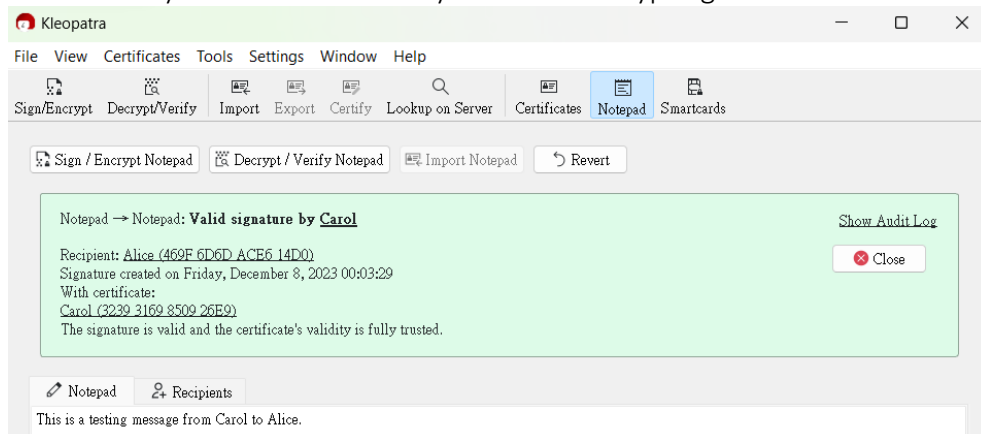 Kleopatra
File View Certificates Tools Settings Window Help
Sign/Encrypt Decrypt/Verify Import Export Certify Lookup on Server Certificates Notepad Smartcards
Sign / Encrypt Notepad Decrypt / Verify Notepad Import Notepad Revert
Notepad → Notepad: Valid signature by Carol Show Audit Log
Recipient: Alice (469F 6D6D ACE6 14D0) Close
Signature created on Friday, December 8, 2023 00:03:29
With certificate:
Carol (3239 3169 8509 26E9)
The signature is valid and the certificate's validity is fully trusted.
Notepad Recipients
This is a testing message from Carol to Alice.